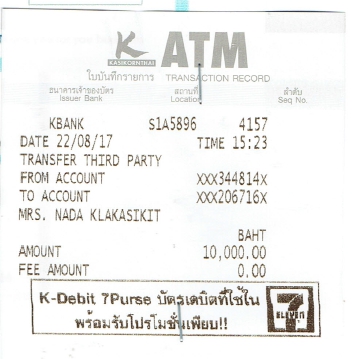 K ATM
KASIKORNTHAI
ใบบันทึกรายการ TRANSACTION RECORD
ธนาคารเจ้าของบัตร สถานที่ ลำดับ
Issuer Bank Location Seq No.
KBANK S1A5896 4157
DATE 22/08/17 TIME 15:23
TRANSFER THIRD PARTY
FROM ACCOUNT XXX344814X
TO ACCOUNT XXX206716X
MRS. NADA KLAKASIKIT
BAHT
AMOUNT 10,000.00
FEE AMOUNT 0.00
K-Debit 7Purse บัตรเดบิตที่ใช้ใน 7 ELEVEN
พร้อมรับโปรโมชั่นเพียบ!!